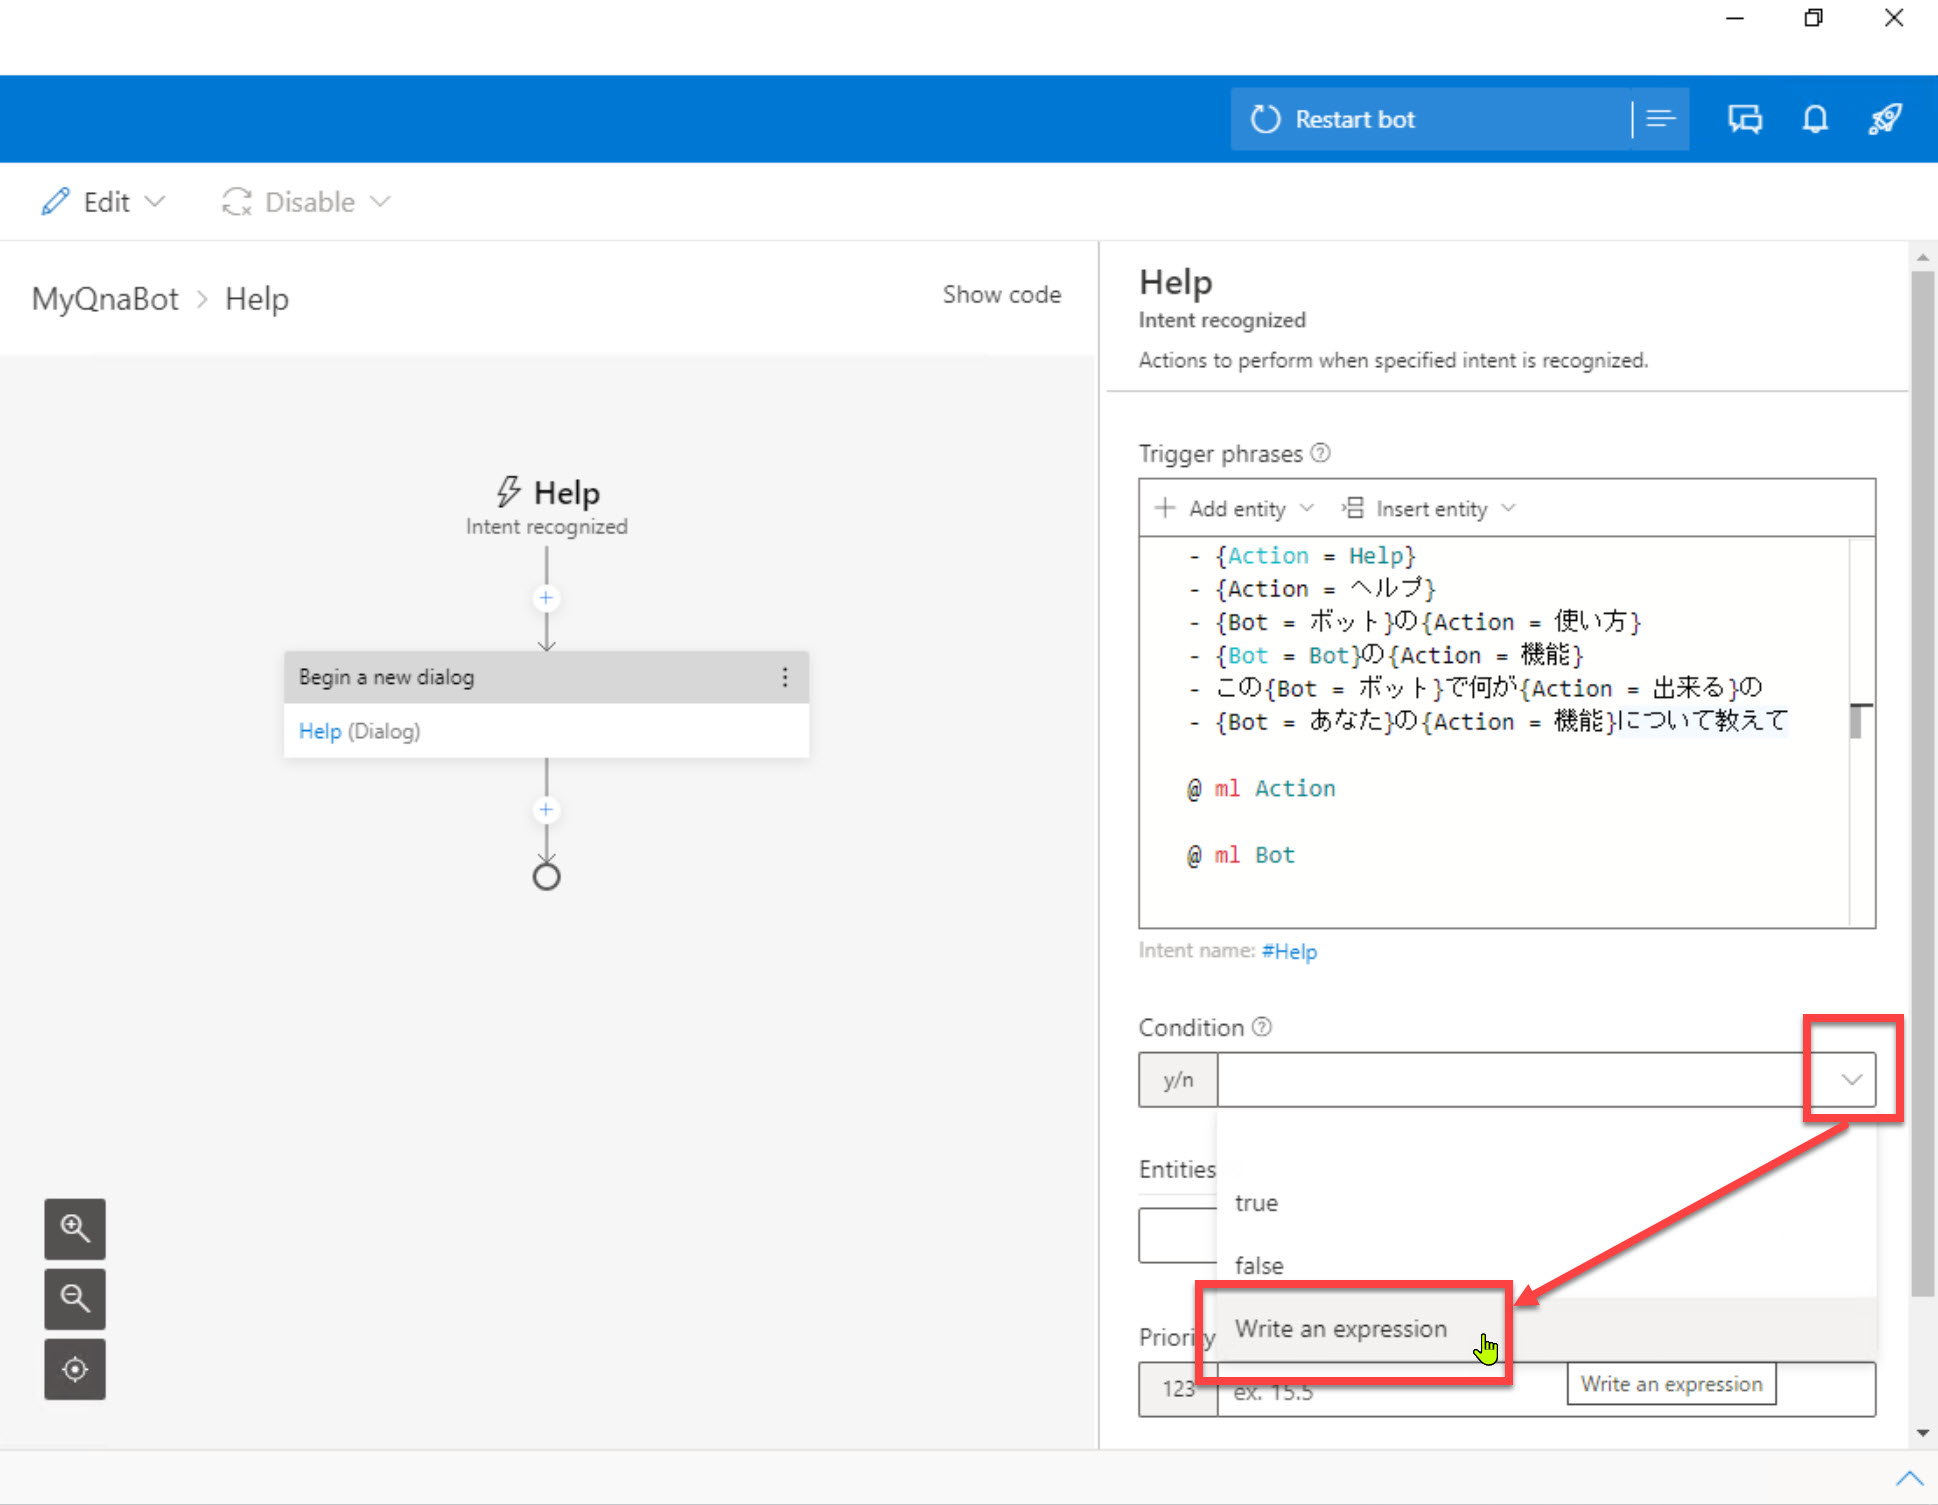 Restart bot
Edit
Disable
MyQnaBot > Help
Show code
Help
Intent recognized
Begin a new dialog
Help (Dialog)
Help
Intent recognized
Actions to perform when specified intent is recognized.
Trigger phrases
Add entity
Insert entity
- {Action = Help}
- {Action = ヘルプ}
- {Bot = ボット}の{Action = 使い方}
- {Bot = Bot}の{Action = 機能}
- この{Bot = ボット}で何が{Action = 出来る}の
- {Bot = あなた}の{Action = 機能}について教えて
@ ml Action
@ ml Bot
Intent name: #Help
Condition
y/n
Entities
true
false
Write an expression
Priority
123
ex. 15.5
Write an expression